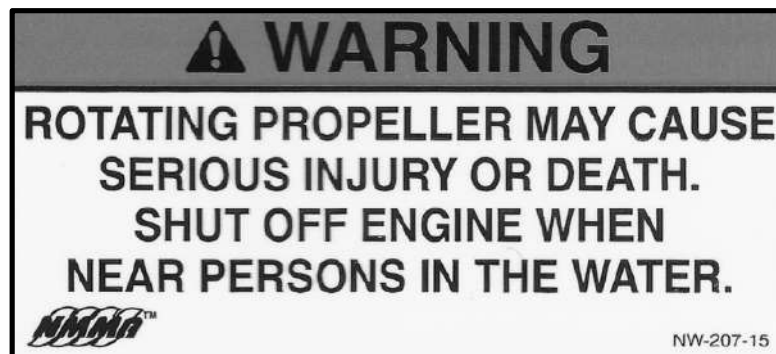 WARNING
ROTATING PROPELLER MAY CAUSE
SERIOUS INJURY OR DEATH.
SHUT OFF ENGINE WHEN
NEAR PERSONS IN THE WATER.
NMMA™
NW-207-15